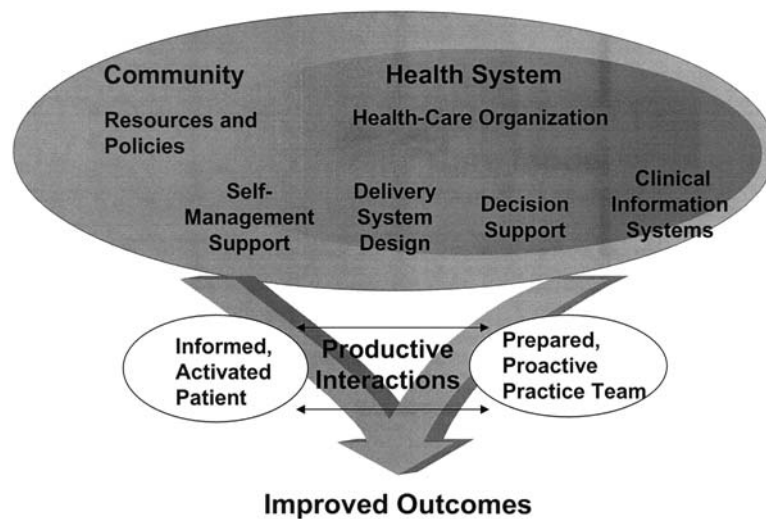 Community
Health System
Resources and
Policies
Health-Care Organization
Self-
Management
Support
Delivery
System
Design
Decision
Support
Clinical
Information
Systems
Informed,
Activated
Patient
Productive
Interactions
Prepared,
Proactive
Practice Team
Improved Outcomes